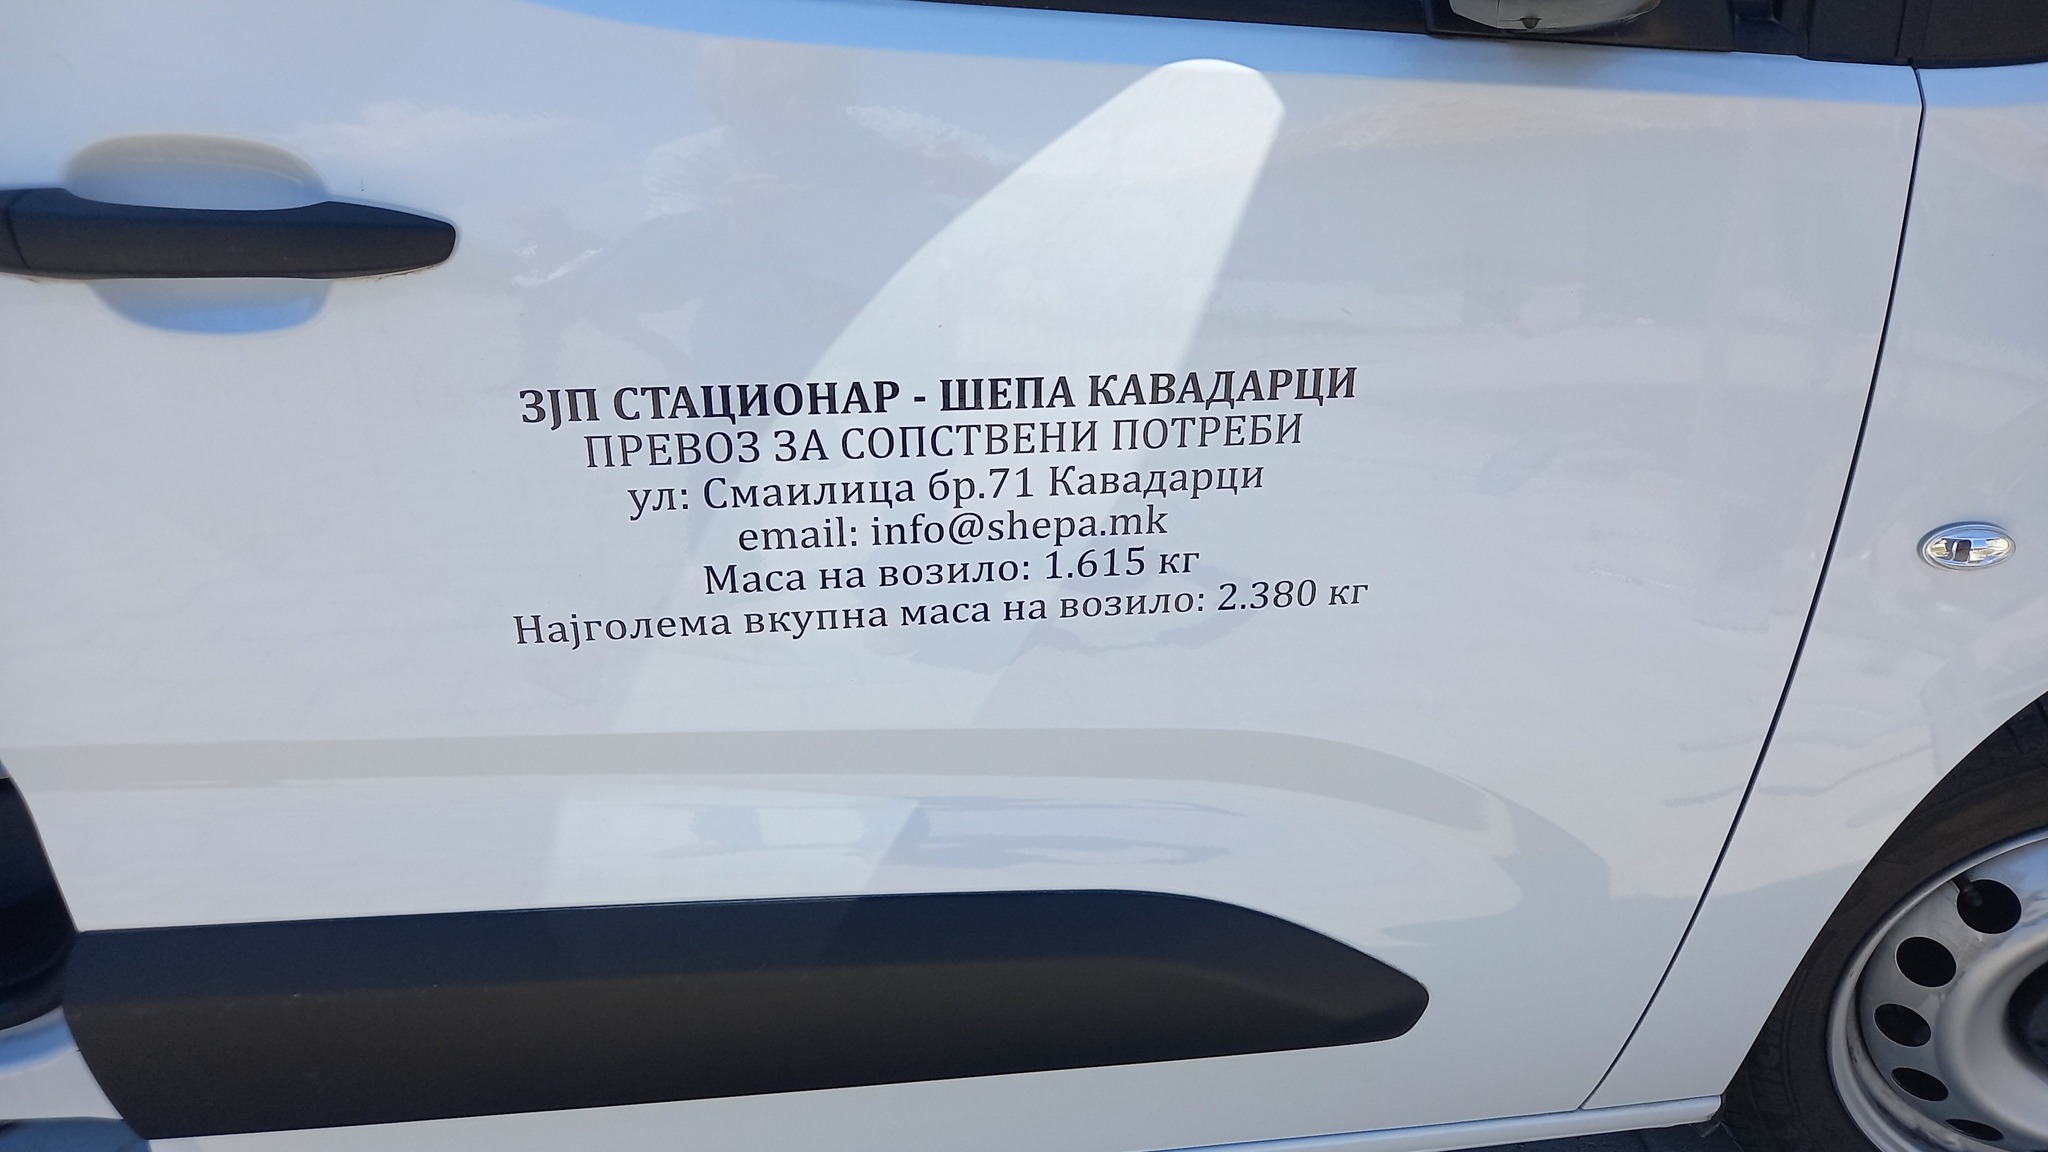 ЗЈП СТАЦИОНАР - ШЕПА КАВАДАРЦИ
ПРЕВОЗ ЗА СОПСТВЕНИ ПОТРЕБИ
ул: Смаилица бр.71 Кавадарци
email: info@shepa.mk
Маса на возило: 1.615 кг
Најголема вкупна маса на возило: 2.380 кг